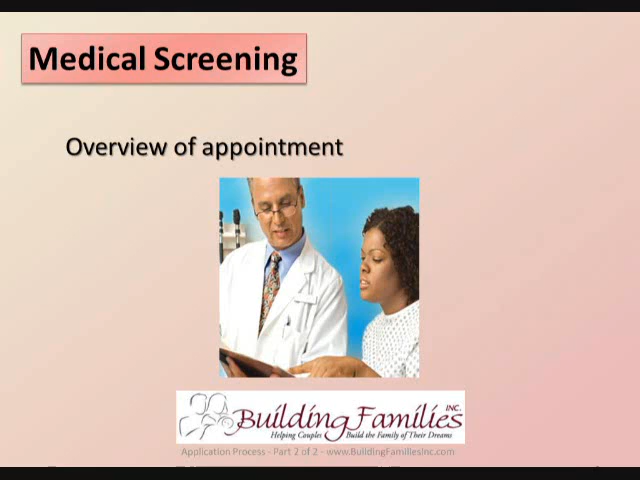 Medical Screening
Overview of appointment
Building Families INC.
Helping Couples Build the Family of Their Dreams
Application Process - Part 2 of 2 - www.BuildingFamiliesInc.com